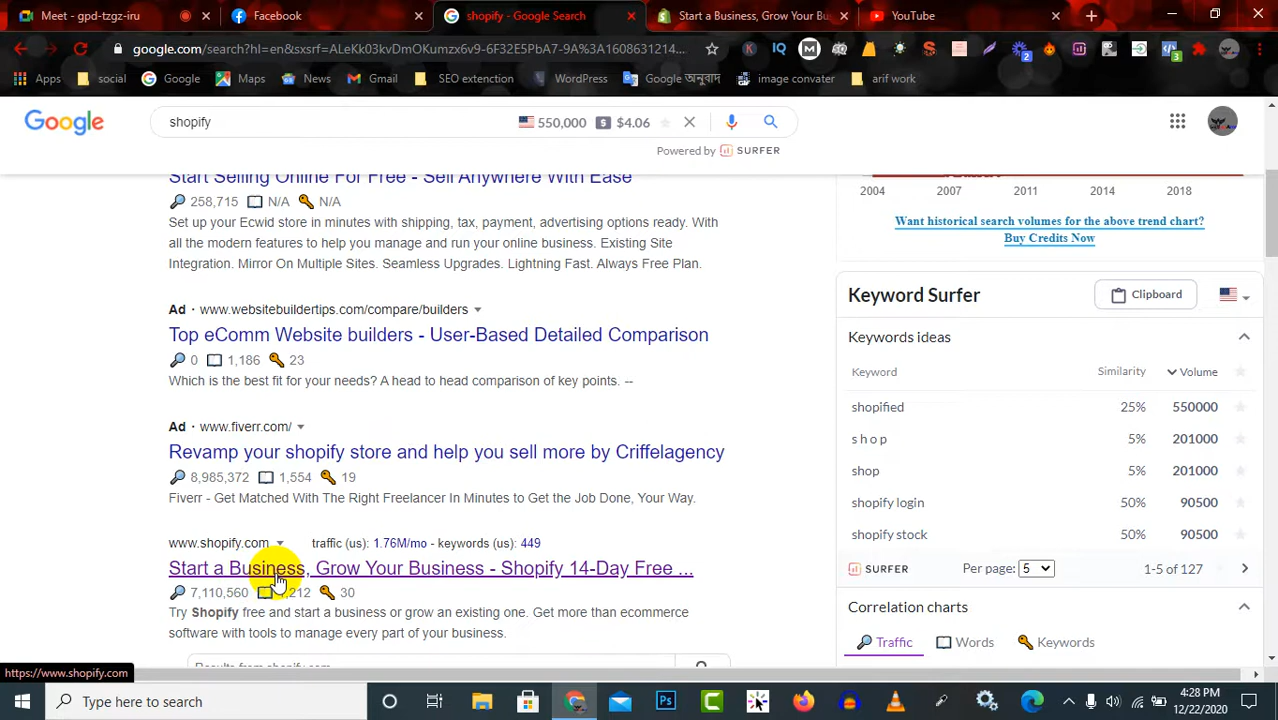 Meet - gpd-tzgz-iru
Facebook
shopify - Google Search
Start a Business, Grow Your Bu
YouTube
google.com/search?hl=en&sxsrf=ALeKk03kvDmOKumzxv9-6F32E5PbA7-9A%3A1608631214...
Apps
social
Google
Maps
News
Gmail
SEO extenction
WordPress
Google অনুবাদ
image convater
arif work
Google
shopify
550,000
$4.06
Powered by SURFER
Start Selling Online For Free - Sell Anywhere With Ease
258,715 N/A N/A
Set up your Ecwid store in minutes with shipping, tax, payment, advertising options ready. With
all the modern features to help you manage and run your online business. Existing Site
Integration. Mirror On Multiple Sites. Seamless Upgrades. Lightning Fast. Always Free Plan.
Ad · www.websitebuildertips.com/compare/builders
Top eComm Website builders - User-Based Detailed Comparison
0 1,186 23
Which is the best fit for your needs? A head to head comparison of key points. --
Ad · www.fiverr.com/
Revamp your shopify store and help you sell more by Criffelagency
8,985,372 1,554 19
Fiverr - Get Matched With The Right Freelancer In Minutes to Get the Job Done, Your Way.
www.shopify.com traffic (us): 1.76M/mo - keywords (us): 449
Start a Business, Grow Your Business - Shopify 14-Day Free ...
7,110,560 30
Try Shopify free and start a business or grow an existing one. Get more than ecommerce
software with tools to manage every part of your business.
Results from shopify.com
https://www.shopify.com
2004 2007 2011 2014 2018
Want historical search volumes for the above trend chart?
Buy Credits Now
Keyword Surfer
Clipboard
Keywords ideas
Keyword Similarity Volume
shopified 25% 550000
s h o p 5% 201000
shop 5% 201000
shopify login 50% 90500
shopify stock 50% 90500
SURFER Per page: 5 1-5 of 127
Correlation charts
Traffic Words Keywords
Type here to search
4:28 PM
12/22/2020